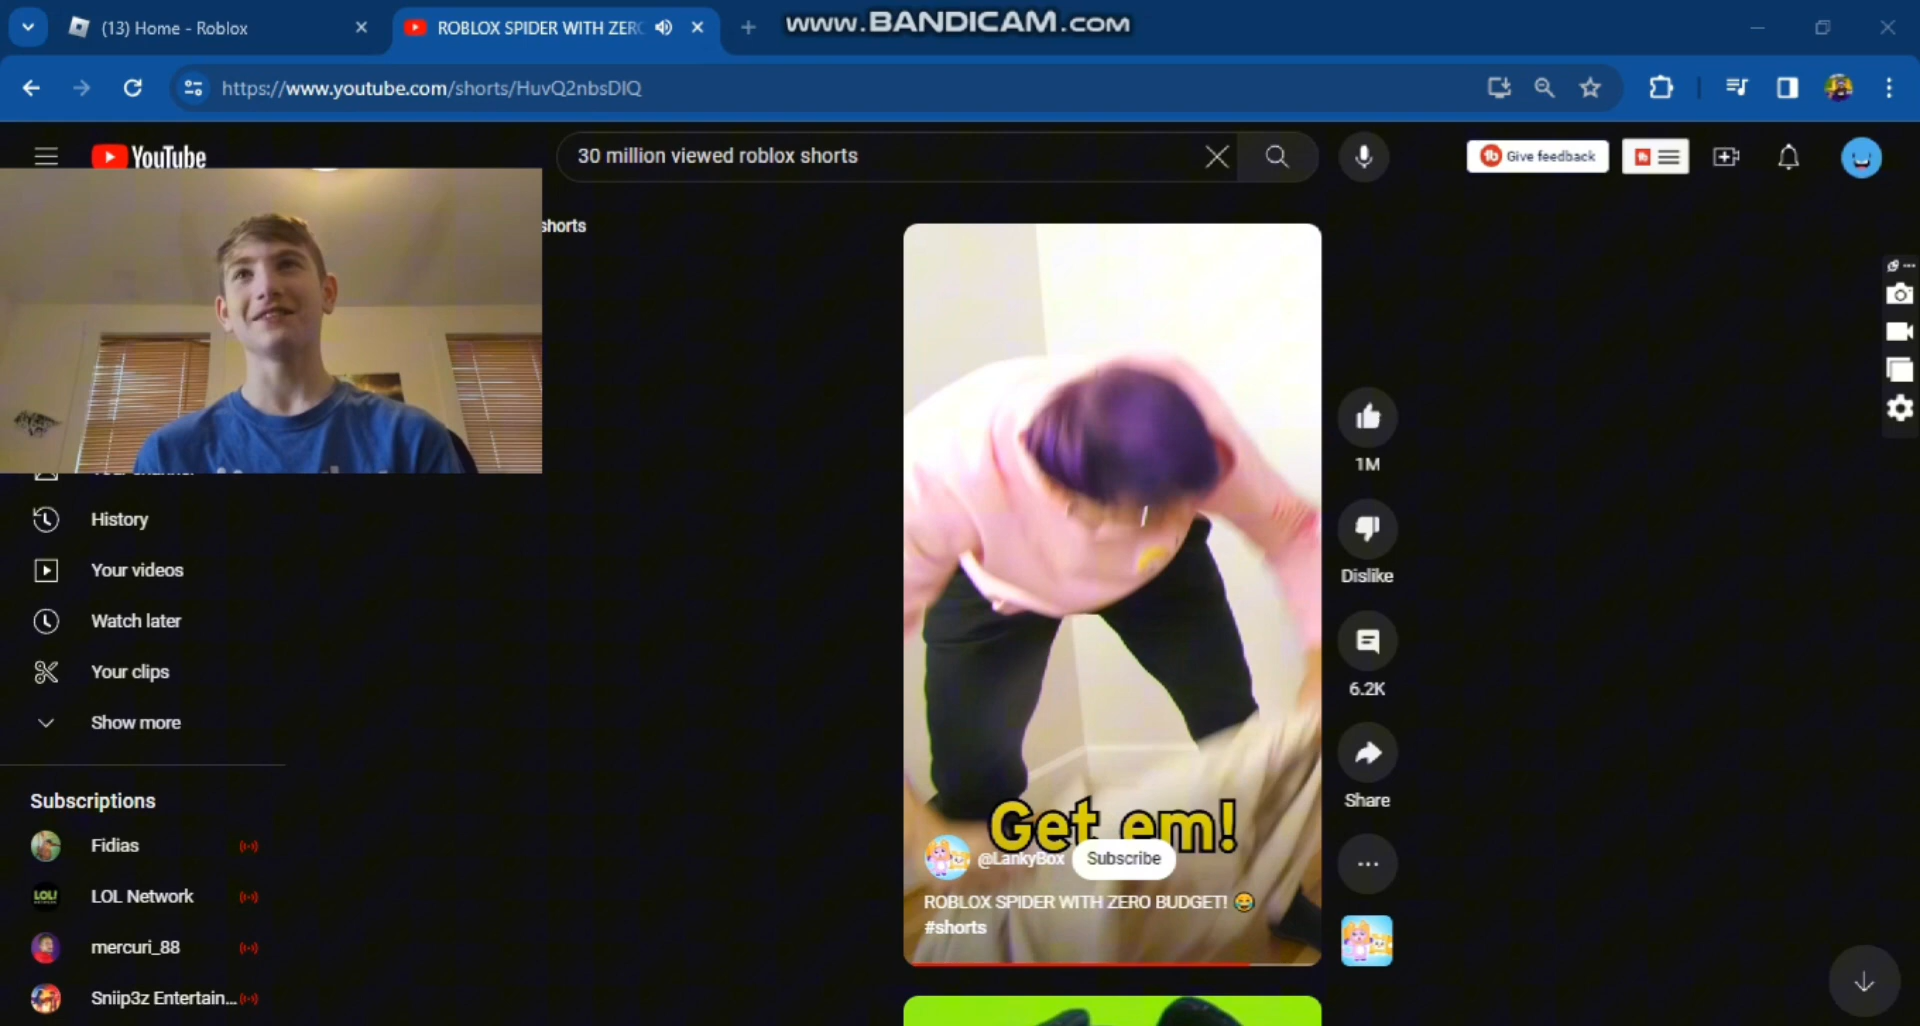 (13) Home - Roblox
ROBLOX SPIDER WITH ZERO
www.BANDICAM.com
https://www.youtube.com/shorts/HuvQ2nbsDIQ
YouTube
30 million viewed roblox shorts
Give feedback
shorts
History
Your videos
Watch later
Your clips
Show more
Subscriptions
Fidias
LOL Network
mercuri_88
Sniip3z Entertain...
Get em!
@LankyBox
Subscribe
ROBLOX SPIDER WITH ZERO BUDGET! 😂
#shorts
1M
Dislike
6.2K
Share